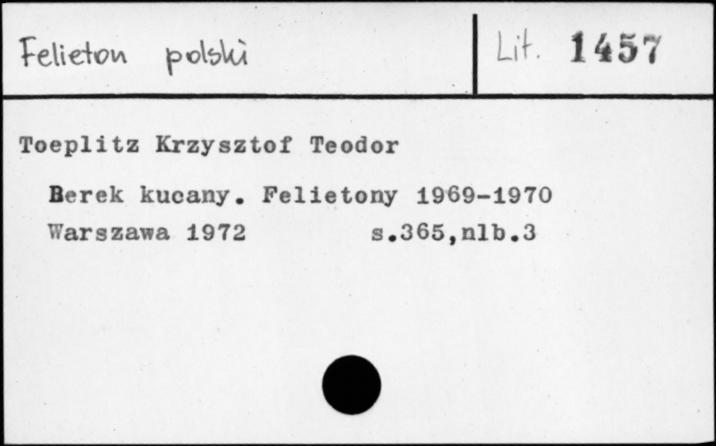 Felieton polski
Lit. 1457
Toeplitz Krzysztof Teodor
Berek kucany. Felietony 1969-1970
Warszawa 1972 s.365,nlb.3